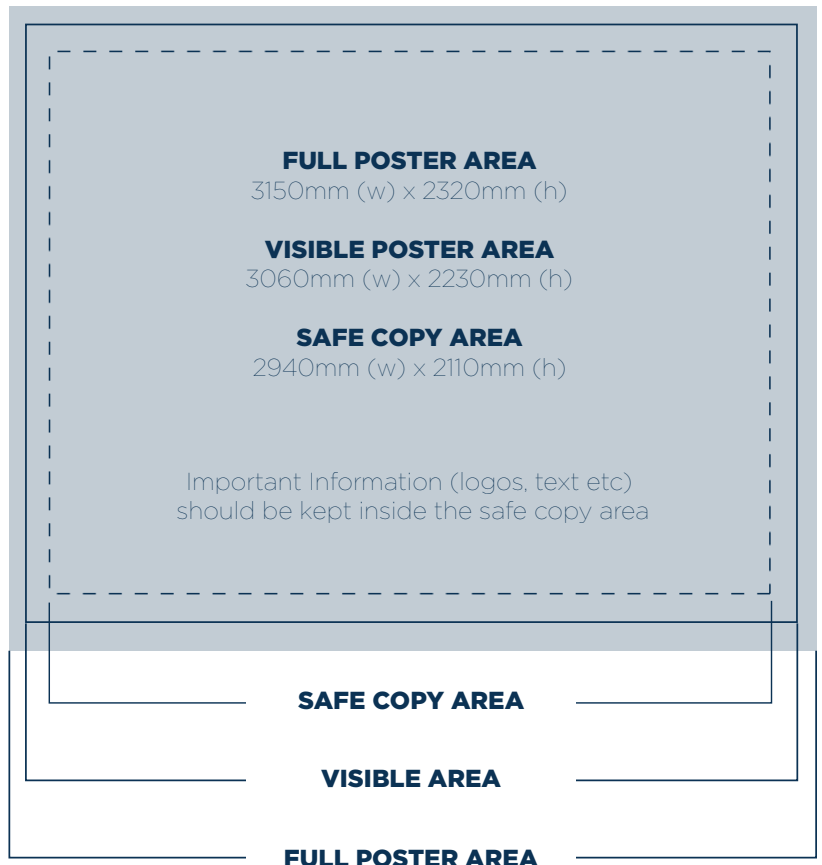 FULL POSTER AREA
3150mm (w) x 2320mm (h)
VISIBLE POSTER AREA
3060mm (w) x 2230mm (h)
SAFE COPY AREA
2940mm (w) x 2110mm (h)
Important Information (logos, text etc)
should be kept inside the safe copy area
SAFE COPY AREA
VISIBLE AREA
FULL POSTER AREA